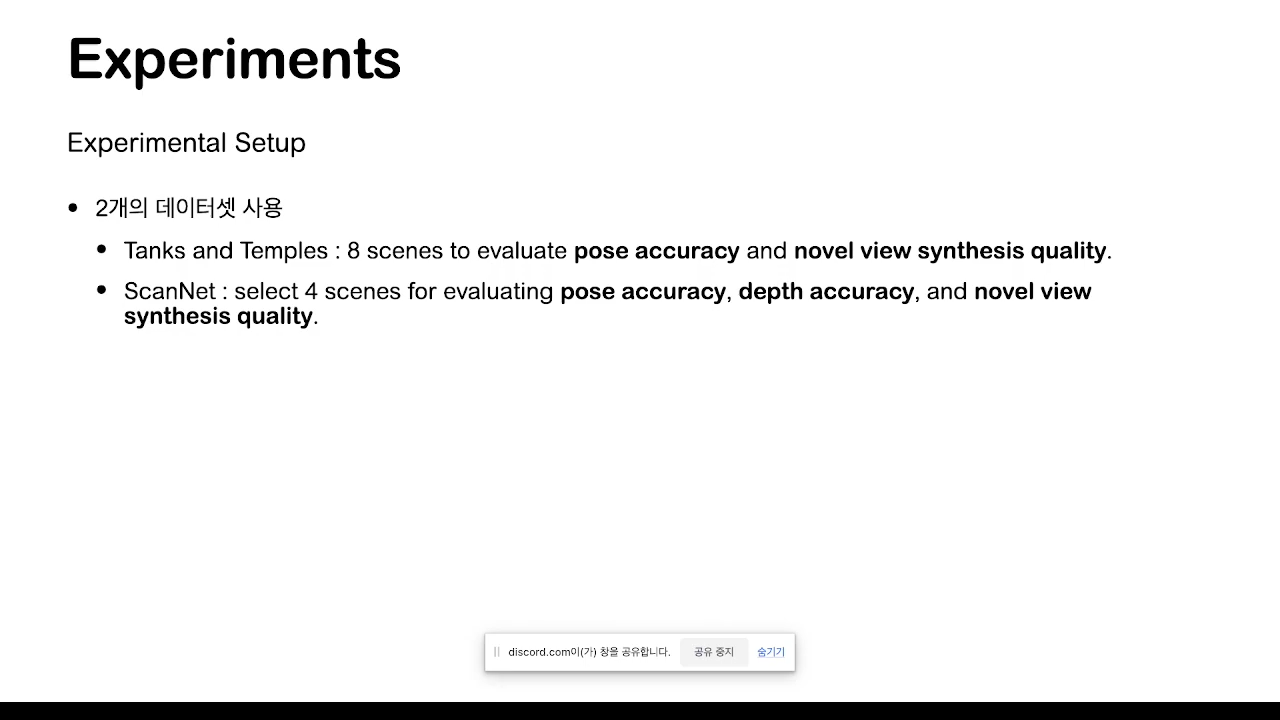 Experiments
Experimental Setup
• 2개의 데이터셋 사용
• Tanks and Temples : 8 scenes to evaluate pose accuracy and novel view synthesis quality.
• ScanNet : select 4 scenes for evaluating pose accuracy, depth accuracy, and novel view
synthesis quality.
discord.com이(가) 창을 공유합니다. 공유 중지 숨기기